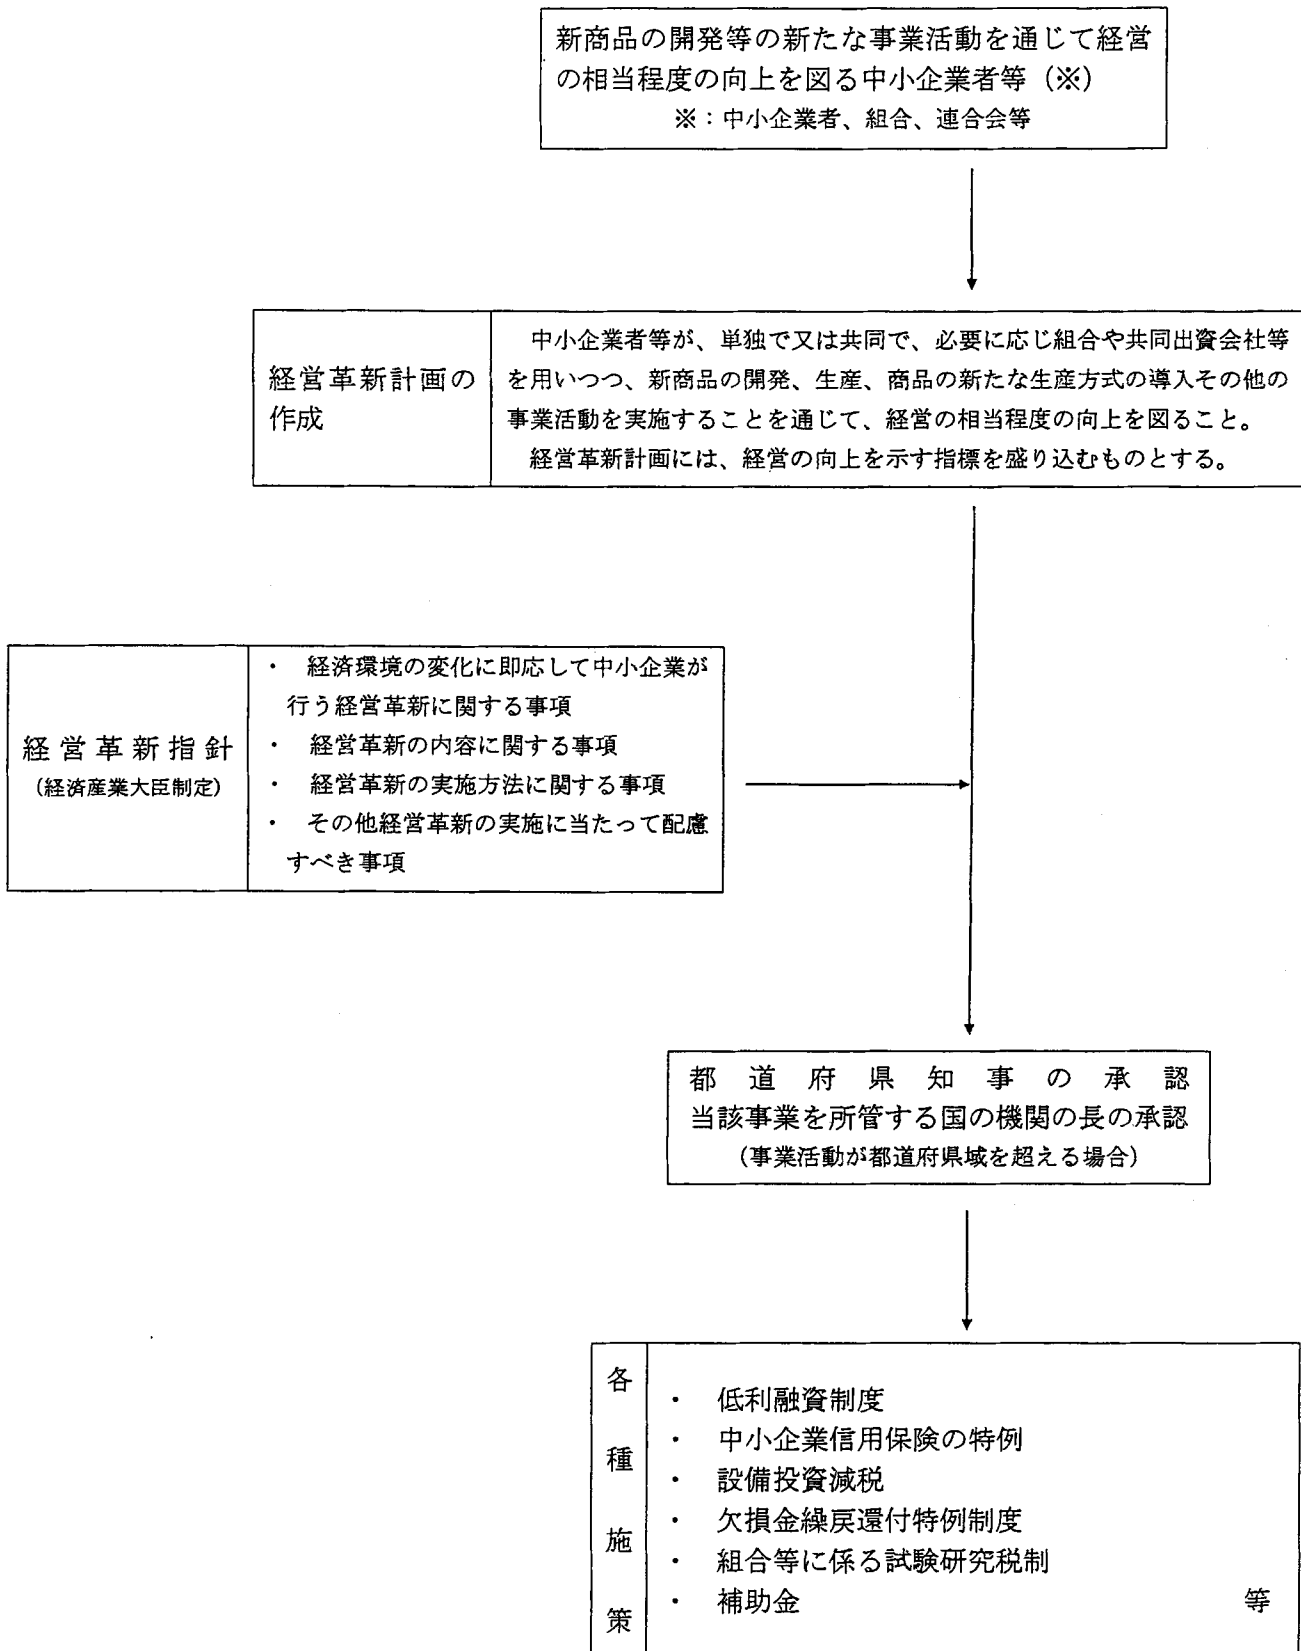 新商品の開発等の新たな事業活動を通じて経営
の相当程度の向上を図る中小企業者等（※）
※：中小企業者、組合、連合会等
経営革新計画の
作成
中小企業者等が、単独で又は共同で、必要に応じ組合や共同出資会社等
を用いつつ、新商品の開発、生産、商品の新たな生産方式の導入その他の
事業活動を実施することを通じて、経営の相当程度の向上を図ること。
経営革新計画には、経営の向上を示す指標を盛り込むものとする。
経営革新指針
（経済産業大臣制定）
・ 経済環境の変化に即応して中小企業が
行う経営革新に関する事項
・ 経営革新の内容に関する事項
・ 経営革新の実施方法に関する事項
・ その他経営革新の実施に当たって配慮
すべき事項
都道府県知事の承認
当該事業を所管する国の機関の長の承認
（事業活動が都道府県域を超える場合）
各種施策
・ 低利融資制度
・ 中小企業信用保険の特例
・ 設備投資減税
・ 欠損金繰戻還付特例制度
・ 組合等に係る試験研究税制
・ 補助金 等